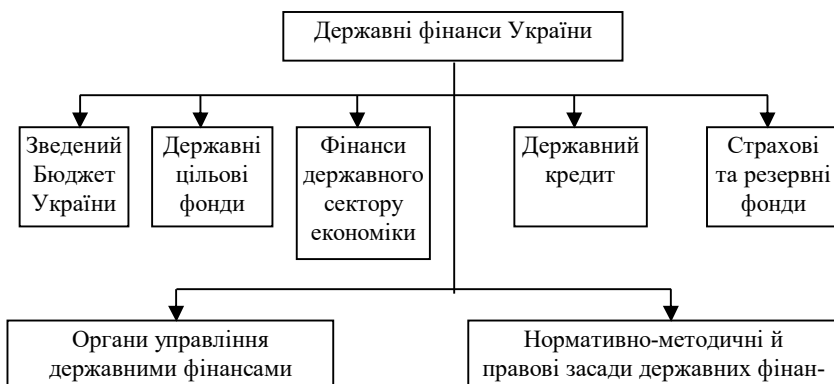 Державні фінанси України
Зведений
Бюджет
України
Державні
цільові
фонди
Фінанси
державного
сектору
економіки
Державний
кредит
Страхові
та резервні
фонди
Органи управління
державними фінансами
Нормативно-методичні й
правові засади державних фінан-